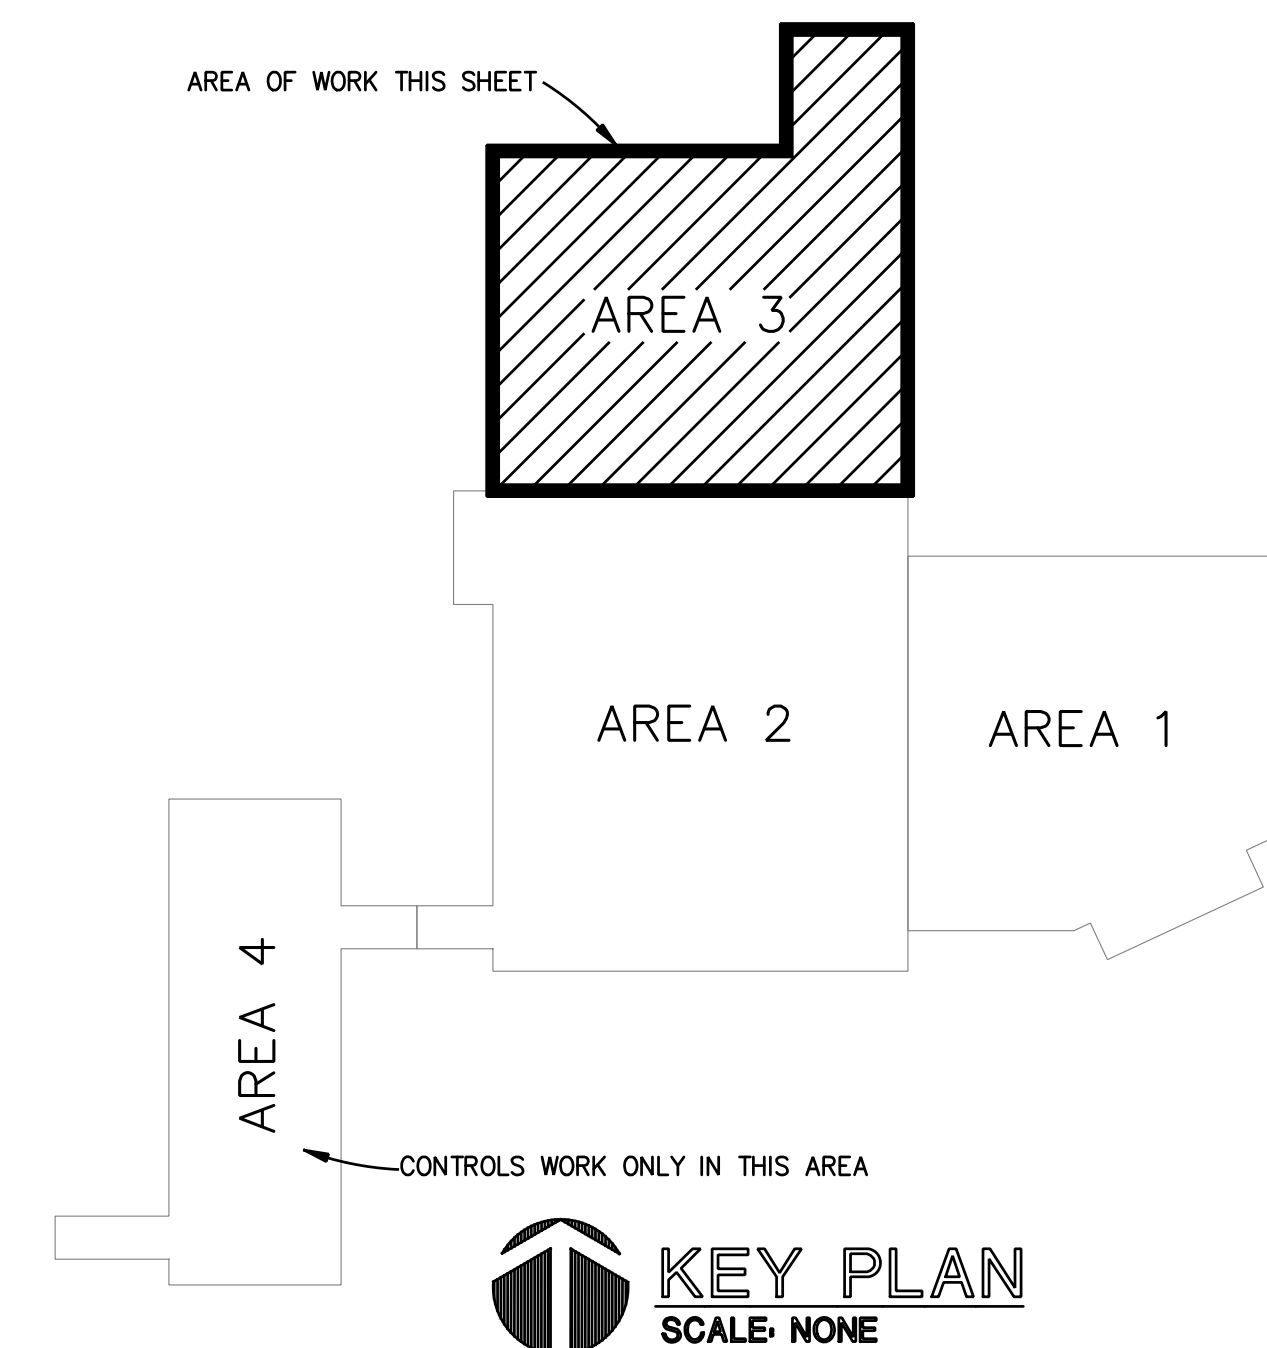 AREA OF WORK THIS SHEET
AREA 3
AREA 2
AREA 1
AREA 4
CONTROLS WORK ONLY IN THIS AREA
KEY PLAN
SCALE: NONE